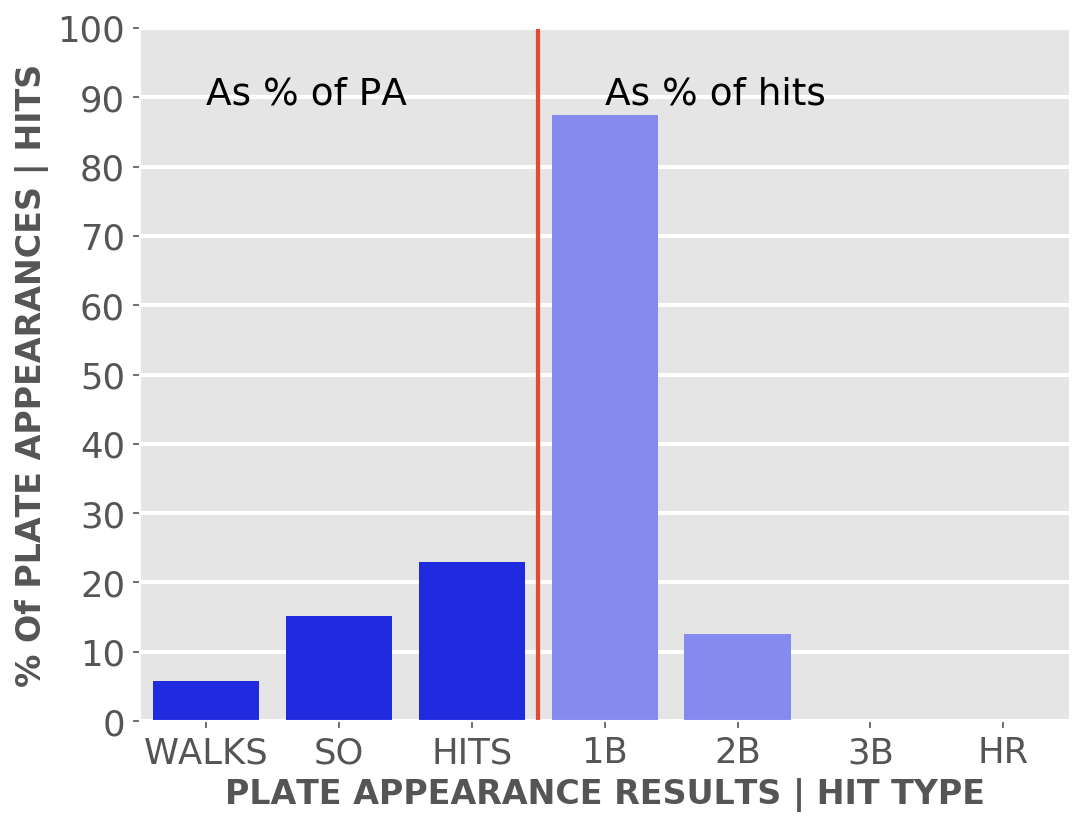 % Of PLATE APPEARANCES | HITS
100
90
80
70
60
50
40
30
20
10
0
As % of PA
As % of hits
WALKS SO HITS 1B 2B 3B HR
PLATE APPEARANCE RESULTS | HIT TYPE